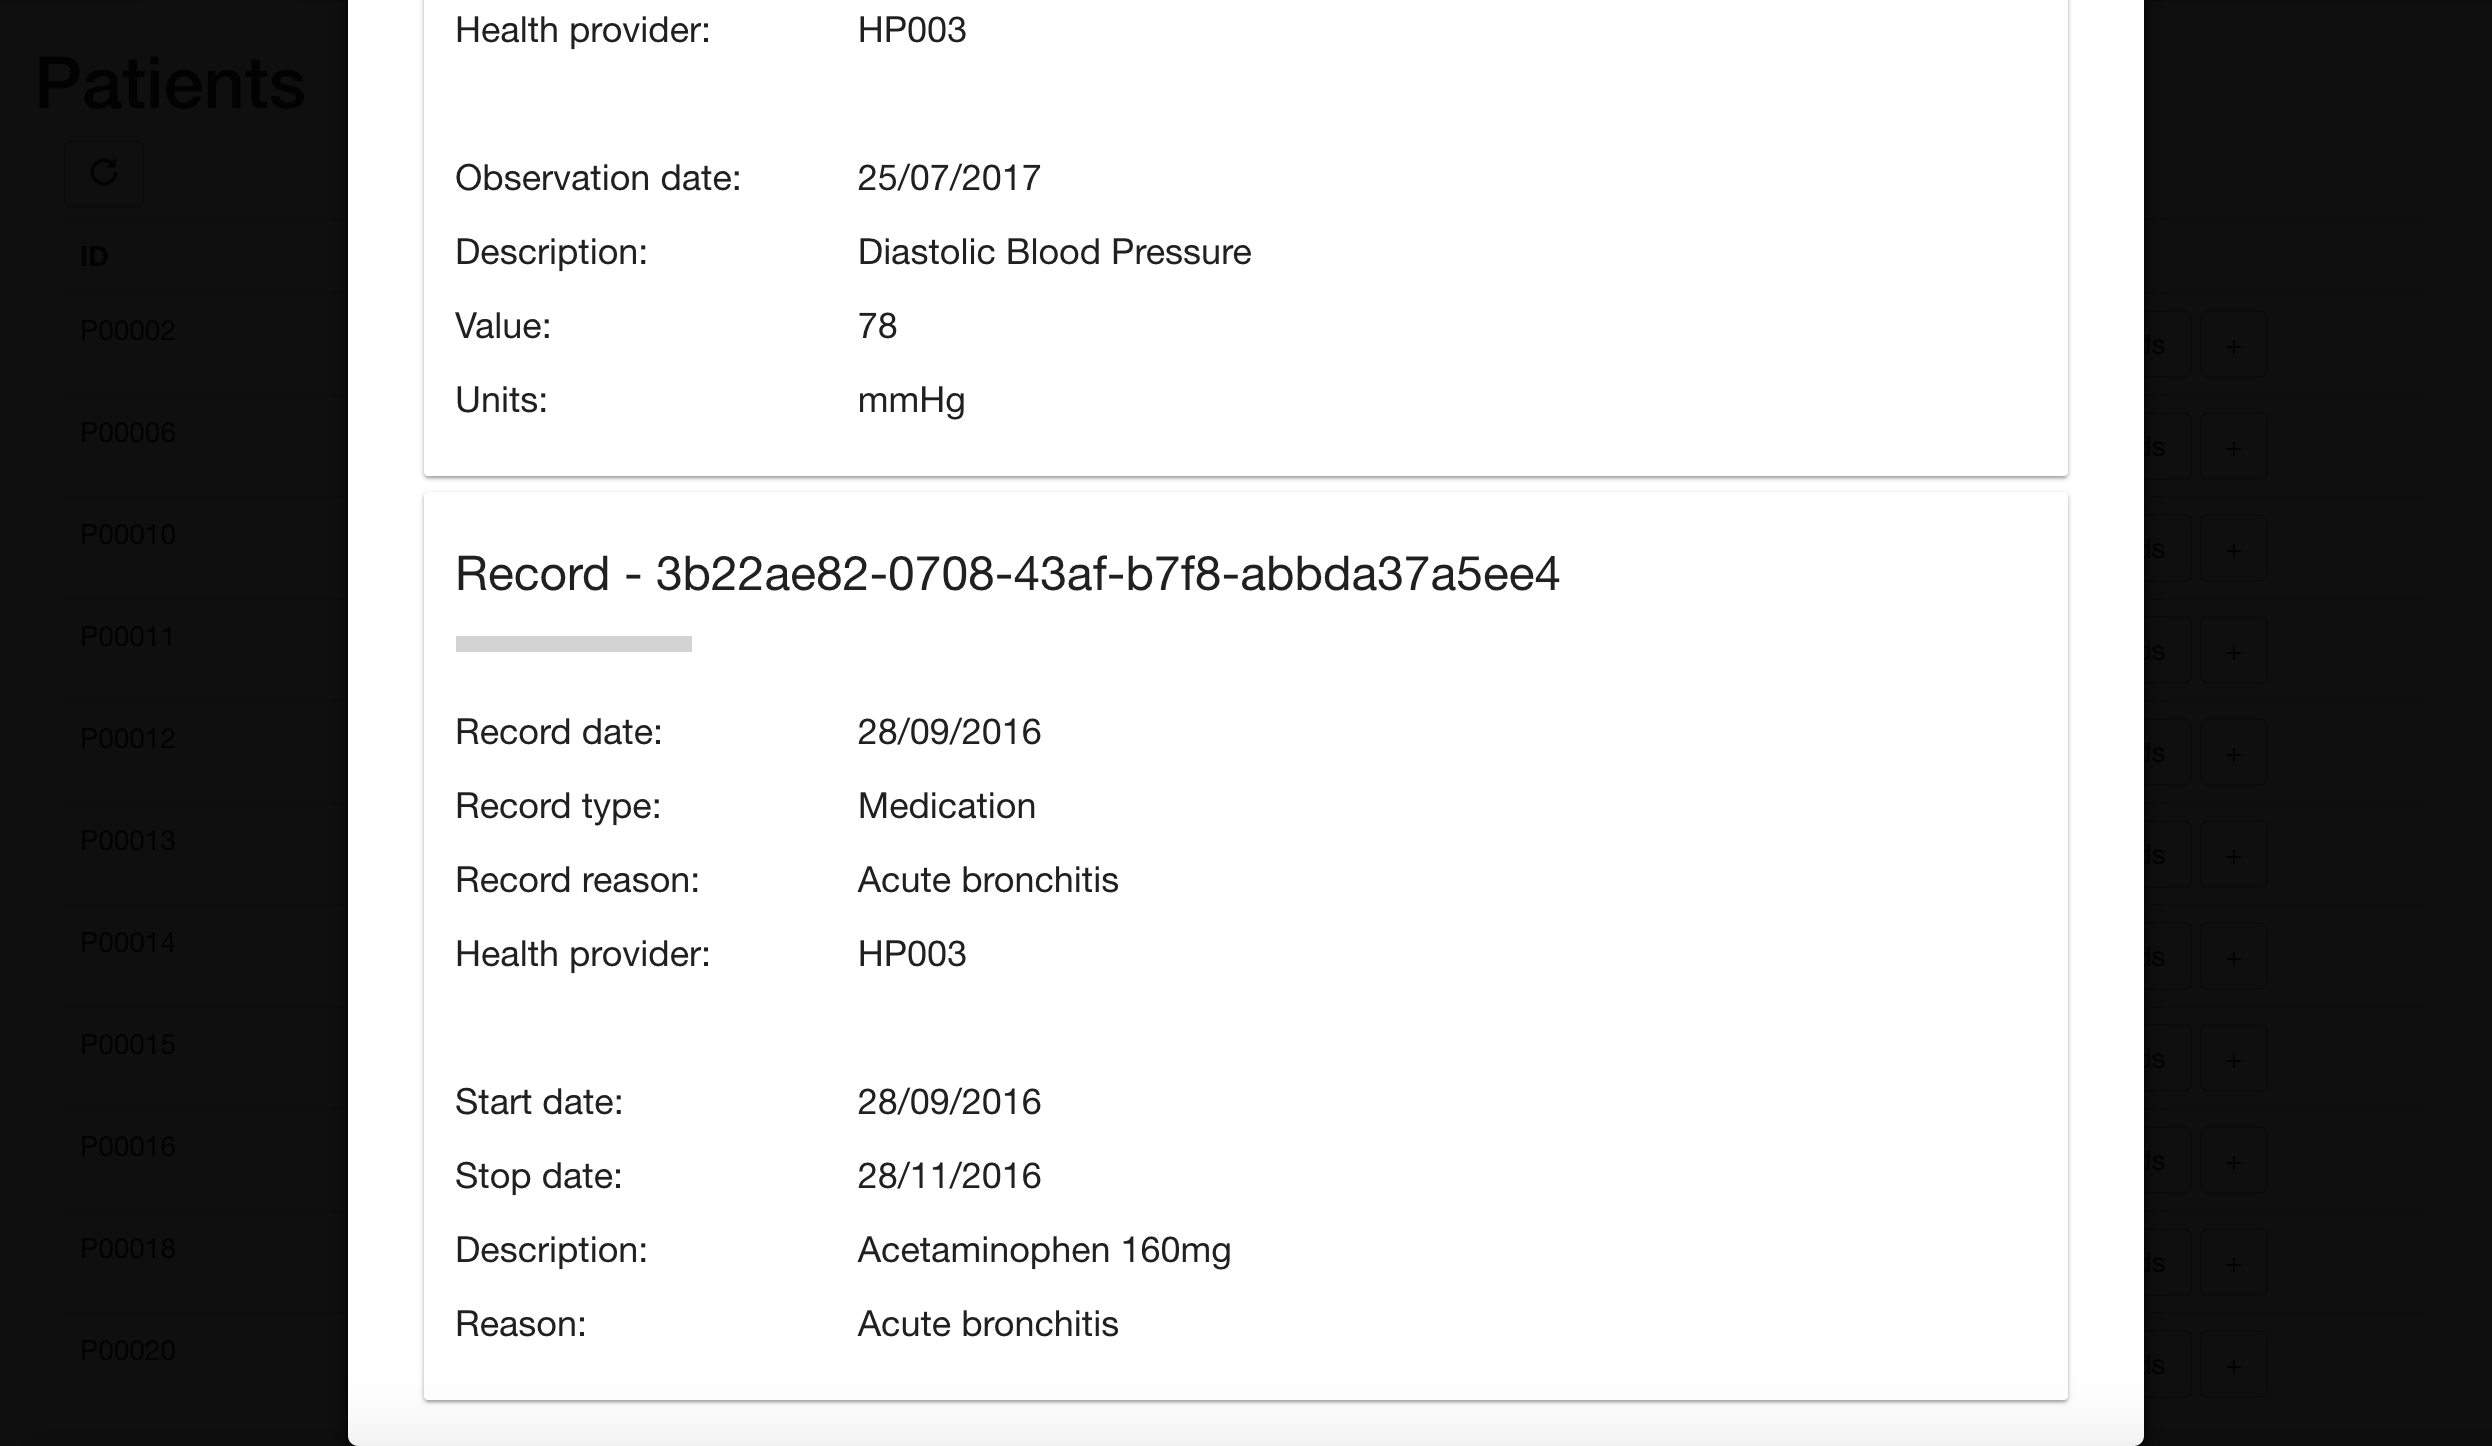 Patients
ID
P00002
P00006
P00010
P00011
P00012
P00013
P00014
P00015
P00016
P00018
P00020
Health provider: HP003
Observation date: 25/07/2017
Description: Diastolic Blood Pressure
Value: 78
Units: mmHg
Record - 3b22ae82-0708-43af-b7f8-abbda37a5ee4
Record date: 28/09/2016
Record type: Medication
Record reason: Acute bronchitis
Health provider: HP003
Start date: 28/09/2016
Stop date: 28/11/2016
Description: Acetaminophen 160mg
Reason: Acute bronchitis
+
+
+
+
+
+
+
+
+
+
+